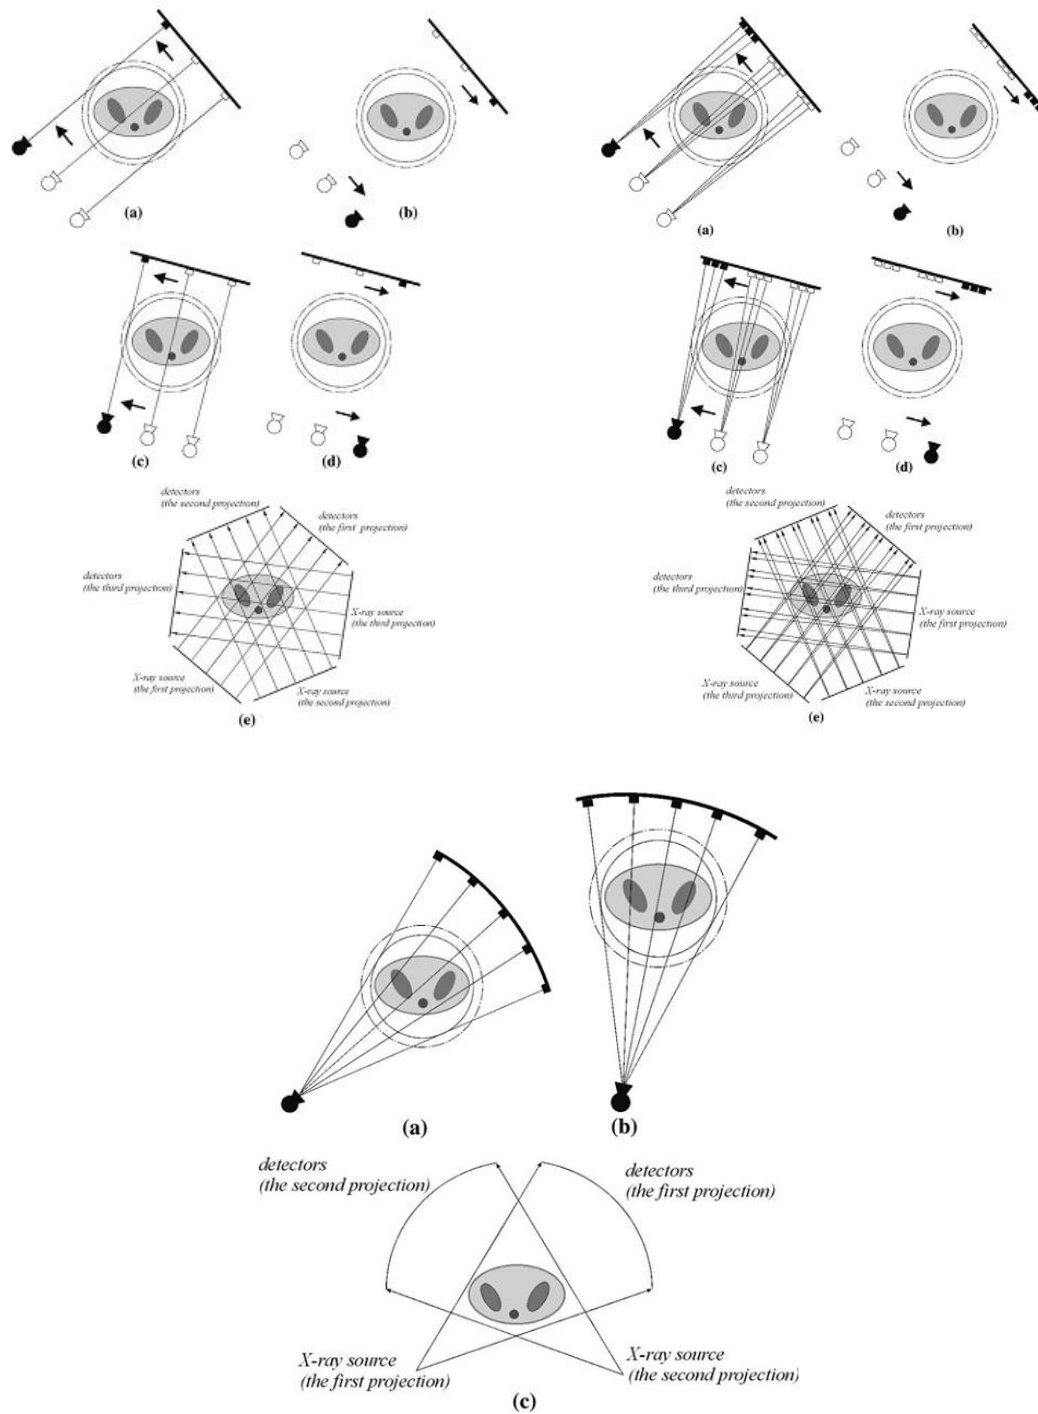 (a)
(b)
(c)
(d)
detectors
(the second projection)
detectors
(the first projection)
detectors
(the third projection)
X-ray source
(the third projection)
X-ray source
(the first projection)
X-ray source
(the second projection)
(e)
(a)
(b)
(c)
(d)
detectors
(the second projection)
detectors
(the first projection)
detectors
(the third projection)
X-ray source
(the first projection)
X-ray source
(the third projection)
X-ray source
(the second projection)
(e)
(a)
(b)
detectors
(the second projection)
detectors
(the first projection)
X-ray source
(the first projection)
X-ray source
(the second projection)
(c)